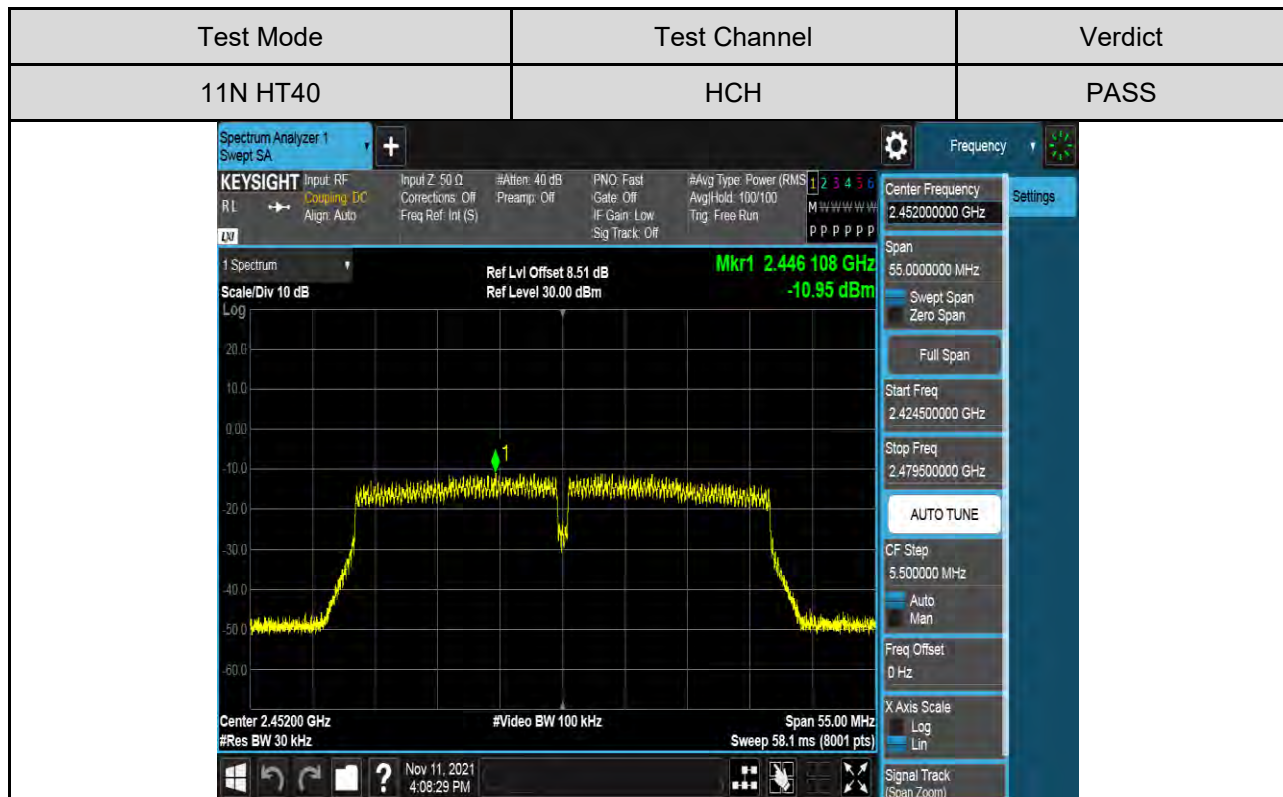 Test Mode Test Channel Verdict
11N HT40 HCH PASS
Spectrum Analyzer 1
Swept SA
Frequency
KEYSIGHT Input: RF Input Z: 50 Ω #Atten: 40 dB PNO: Fast #Avg Type: Power (RMS 1 2 3 4 5 6
RL Coupling: DC Corrections: Off Preamp: Off Gate: Off Avg|Hold: 100/100 M W W W W W
Align: Auto Freq Ref: Int (S) IF Gain: Low Trig: Free Run
LXI Sig Track: Off P P P P P P
Center Frequency
2.452000000 GHz
Settings
Span
55.0000000 MHz
Swept Span
Zero Span
Full Span
Start Freq
2.424500000 GHz
Stop Freq
2.479500000 GHz
AUTO TUNE
CF Step
5.500000 MHz
Auto
Man
Freq Offset
0 Hz
X Axis Scale
Log
Lin
Signal Track
(Span Zoom)
1 Spectrum
Ref Lvl Offset 8.51 dB
Mkr1 2.446 108 GHz
Scale/Div 10 dB
Ref Level 30.00 dBm
-10.95 dBm
Log
20.0
10.0
0.00
-10.0
1
-20.0
-30.0
-40.0
-50.0
-60.0
Center 2.45200 GHz #Video BW 100 kHz Span 55.00 MHz
#Res BW 30 kHz Sweep 58.1 ms (8001 pts)
? Nov 11, 2021
4:08:29 PM